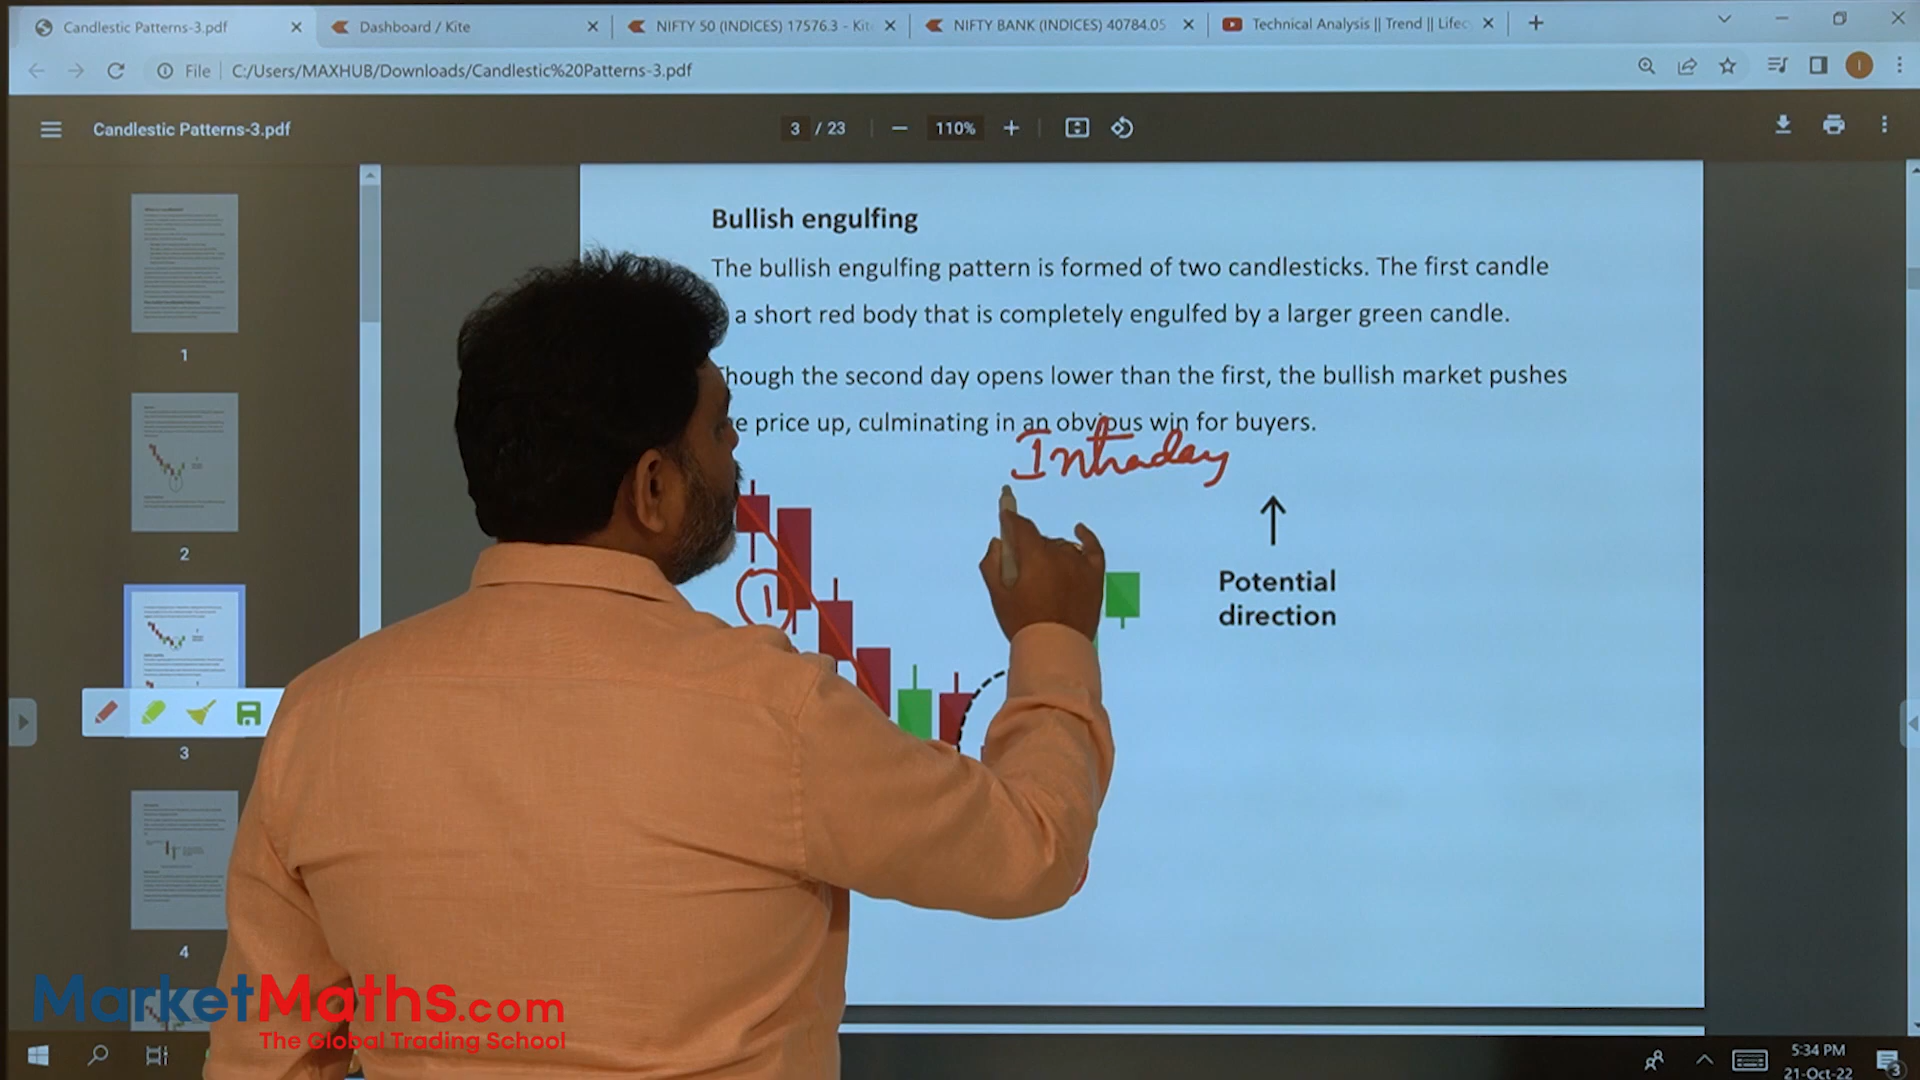 Candlestic Patterns-3.pdf
Dashboard / Kite
NIFTY 50 (INDICES) 17576.3 - Kit
NIFTY BANK (INDICES) 40784.05
Technical Analysis || Trend || Lifec
File
C:/Users/MAXHUB/Downloads/Candlestic%20Patterns-3.pdf
I
Candlestic Patterns-3.pdf
3 / 23
110%
Bullish engulfing
The bullish engulfing pattern is formed of two candlesticks. The first candle
a short red body that is completely engulfed by a larger green candle.
hough the second day opens lower than the first, the bullish market pushes
e price up, culminating in an obvious win for buyers.
Intraday
1
Potential
direction
1
2
3
4
MarketMaths.com
The Global Trading School
5:34 PM
21-Oct-22
3